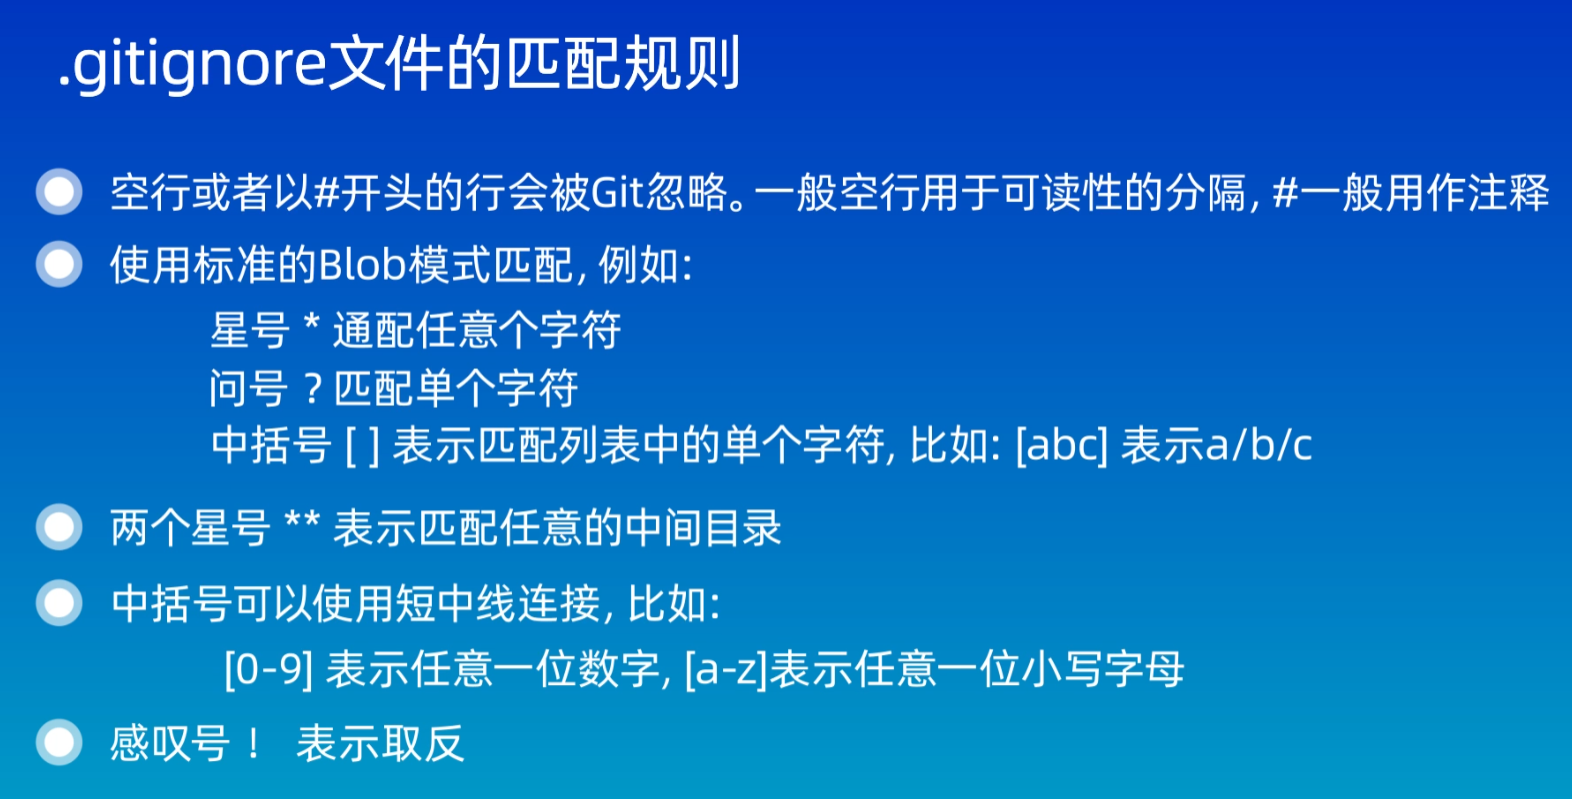 .gitignore文件的匹配规则
空行或者以#开头的行会被Git忽略。一般空行用于可读性的分隔, #一般用作注释
使用标准的Blob模式匹配, 例如:
星号 * 通配任意个字符
问号 ? 匹配单个字符
中括号 [ ] 表示匹配列表中的单个字符, 比如: [abc] 表示a/b/c
两个星号 ** 表示匹配任意的中间目录
中括号可以使用短中线连接, 比如:
[0-9] 表示任意一位数字, [a-z]表示任意一位小写字母
感叹号 ! 表示取反